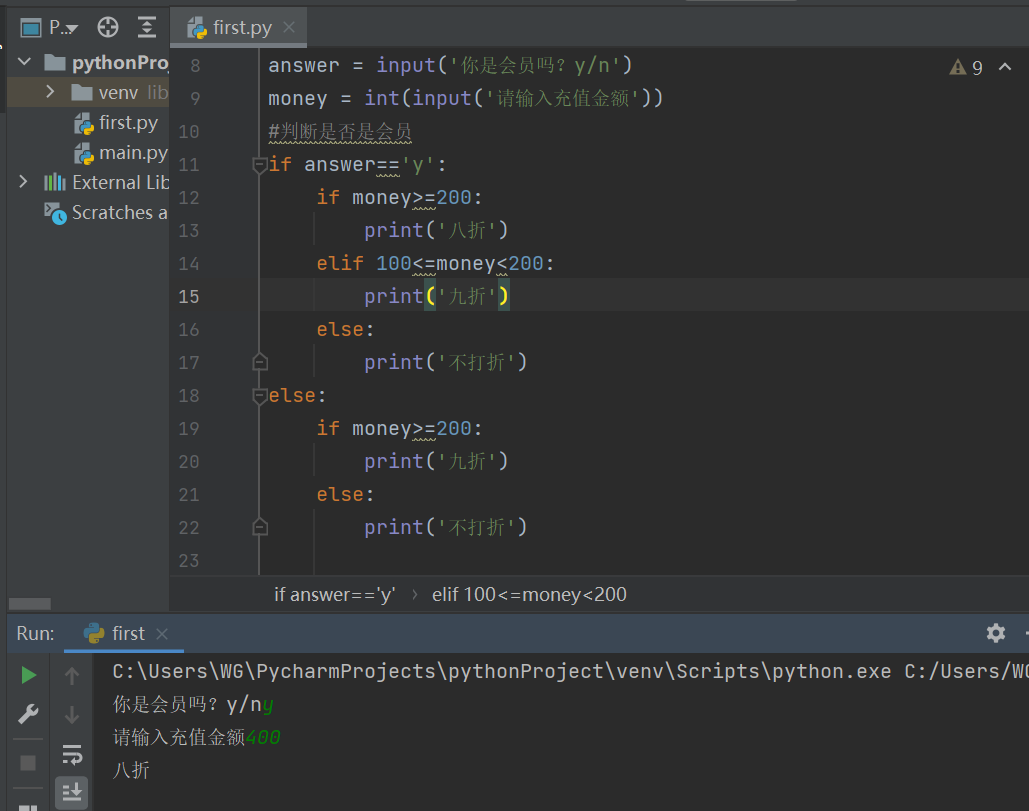 P...
first.py
pythonPro
venv lib
first.py
main.py
External Lib
Scratches a
8 answer = input('你是会员吗？y/n')
9 money = int(input('请输入充值金额'))
10 #判断是否是会员
11 if answer=='y':
12 if money>=200:
13 print('八折')
14 elif 100<=money<200:
15 print('九折')
16 else:
17 print('不打折')
18 else:
19 if money>=200:
20 print('九折')
21 else:
22 print('不打折')
23
9
if answer=='y' › elif 100<=money<200
Run: first
C:\Users\WG\PycharmProjects\pythonProject\venv\Scripts\python.exe C:/Users/WG
你是会员吗？y/ny
请输入充值金额400
八折